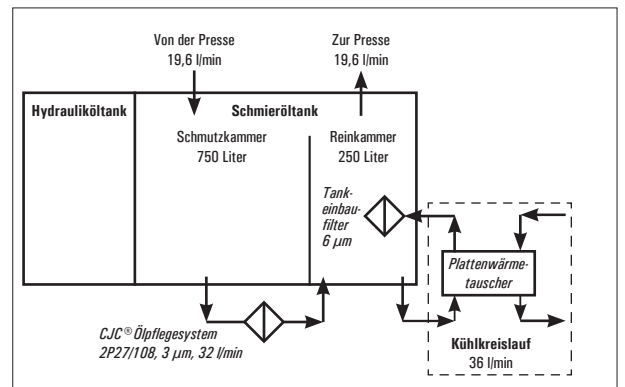 Von der Presse
19,6 l/min
Zur Presse
19,6 l/min
Hydrauliköltank
Schmieröltank
Schmutzkammer
750 Liter
Reinkammer
250 Liter
Tank-
einbau-
filter
6 µm
Plattenwärme-
tauscher
Kühlkreislauf
36 l/min
CJC® Ölpflegesystem
2P27/108, 3 µm, 32 l/min